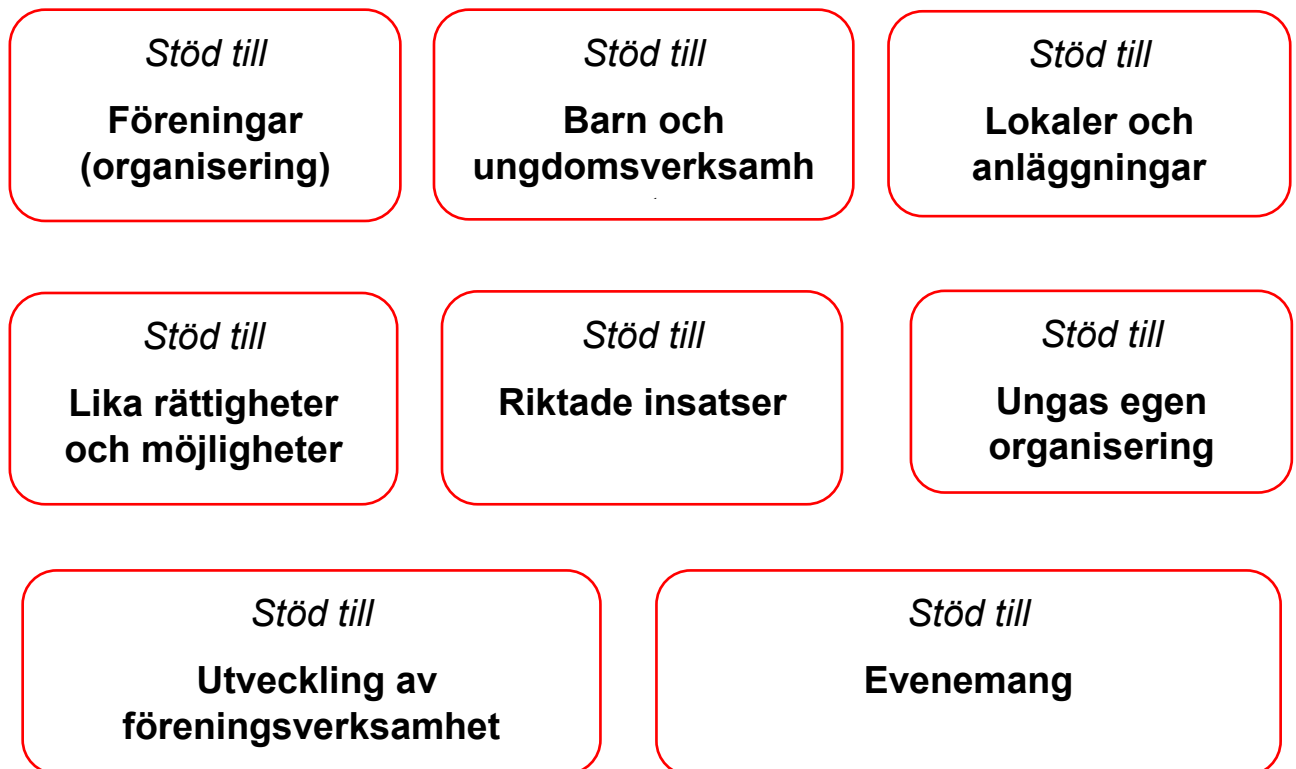 Stöd till
Föreningar
(organisering)
Stöd till
Barn och
ungdomsverksamh
Stöd till
Lokaler och
anläggningar
Stöd till
Lika rättigheter
och möjligheter
Stöd till
Riktade insatser
Stöd till
Ungas egen
organisering
Stöd till
Utveckling av
föreningsverksamhet
Stöd till
Evenemang